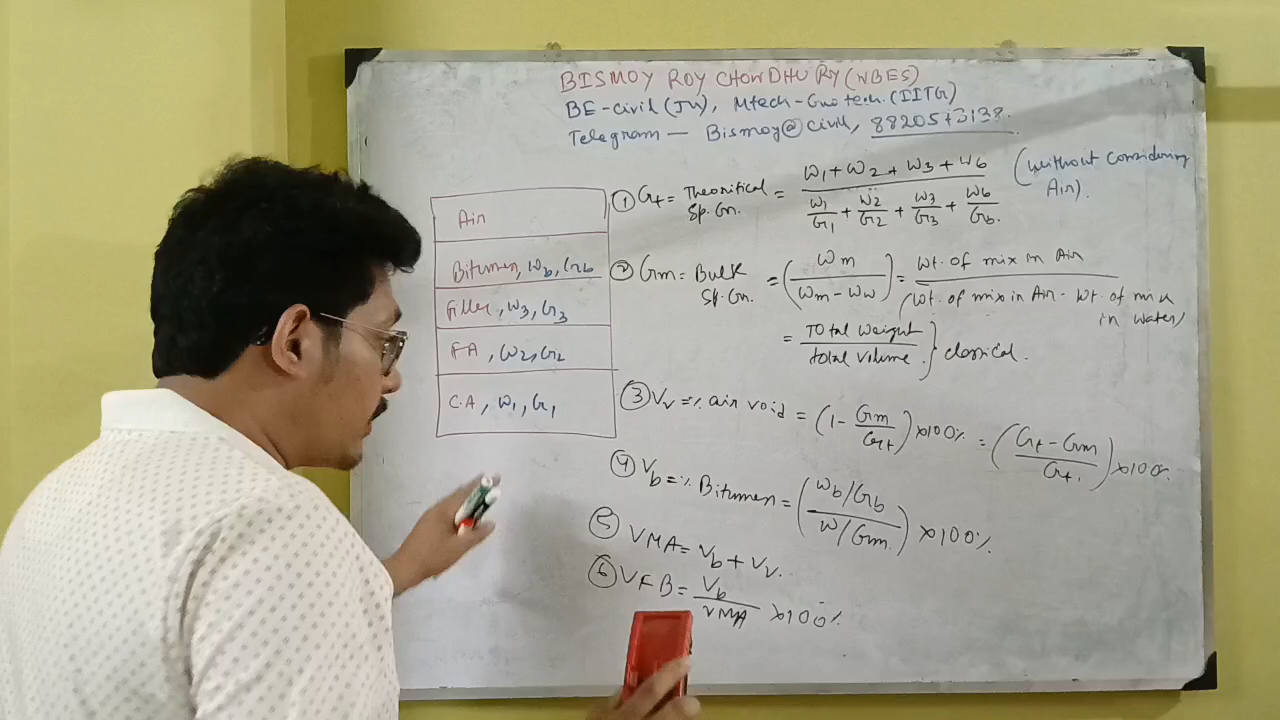 BISMOY ROY CHOWDHURY (WBES)
BE-Civil (JU), Mtech-Geotech. (IITG)
Telegram — Bismoy@civil,
Air
Bitumen, Wb, Gb
Filler, W3, G3
FA, W2, G2
C.A, W1, G1
① Gt = Theoritical Sp. Gr. = (W1 + W2 + W3 + Wb) / (W1/G1 + W2/G2 + W3/G3 + Wb/Gb.) (without considering Air).
② Gm = Bulk Sp. Gr. = (Wm / (Wm - Ww)) = Wt. of mix in Air / (Wt. of mix in Air - Wt. of mix in water)
= Total weight / total volume. } classical.
③ Vv = % air void = (1 - Gm/Gt) × 100% = ((Gt - Gm) / Gt.) × 100%
④ Vb = % Bitumen = ((Wb/Gb) / (W/Gm.)) × 100%.
⑤ VMA = Vb + Vv.
⑥ VFB = Vb / VMA × 100%